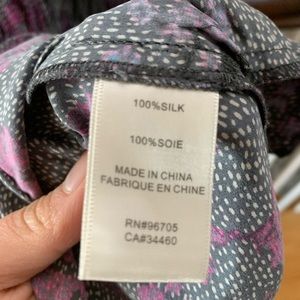 100%SILK
100%SOIE
MADE IN CHINA
FABRIQUE EN CHINE
RN#96705
CA#34460